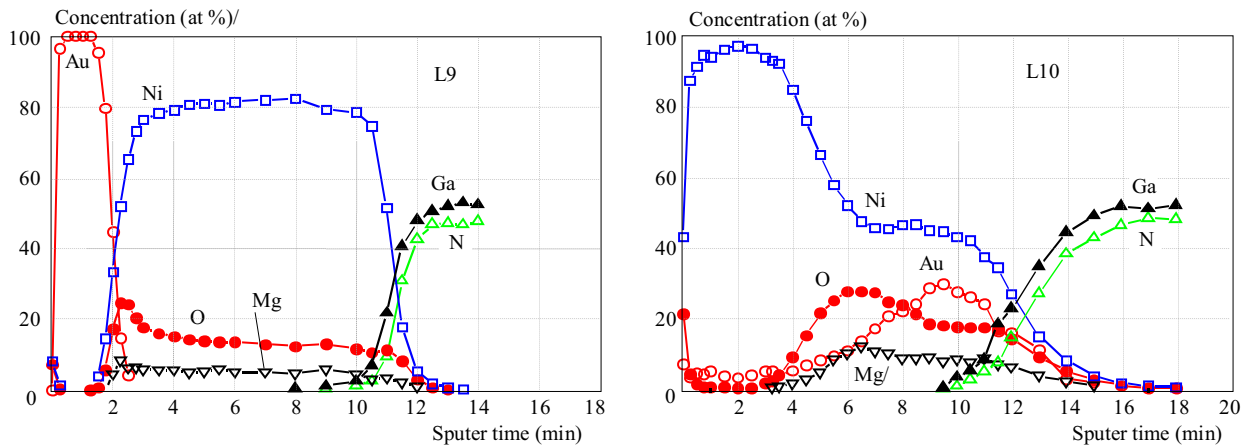 Concentration (at %)/
100
80
60
40
20
0
Au
Ni
L9
O
Mg
Ga
N
2 4 6 8 10 12 14 16 18
Sputer time (min)
Concentration (at %)
100
80
60
40
20
0
L10
Ni
Au
O
Mg/
Ga
N
2 4 6 8 10 12 14 16 18 20
Sputer time (min)